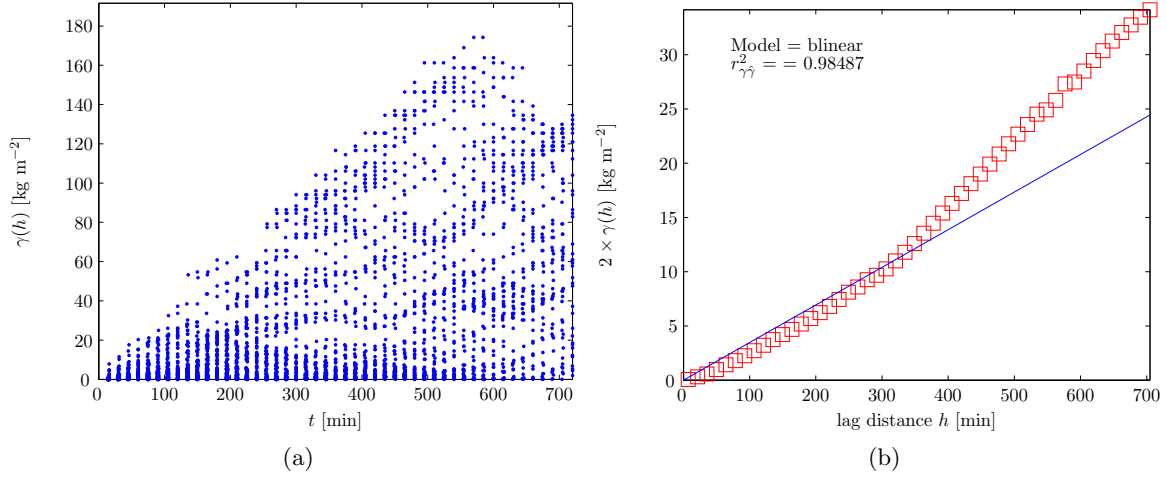 180
160
140
120
100
80
60
40
20
0
γ(h) [kg m⁻²]
0 100 200 300 400 500 600 700
t [min]
(a)
Model = blinear
r²γγ̂ = = 0.98487
30
25
20
15
10
5
0
2 × γ(h) [kg m⁻²]
0 100 200 300 400 500 600 700
lag distance h [min]
(b)